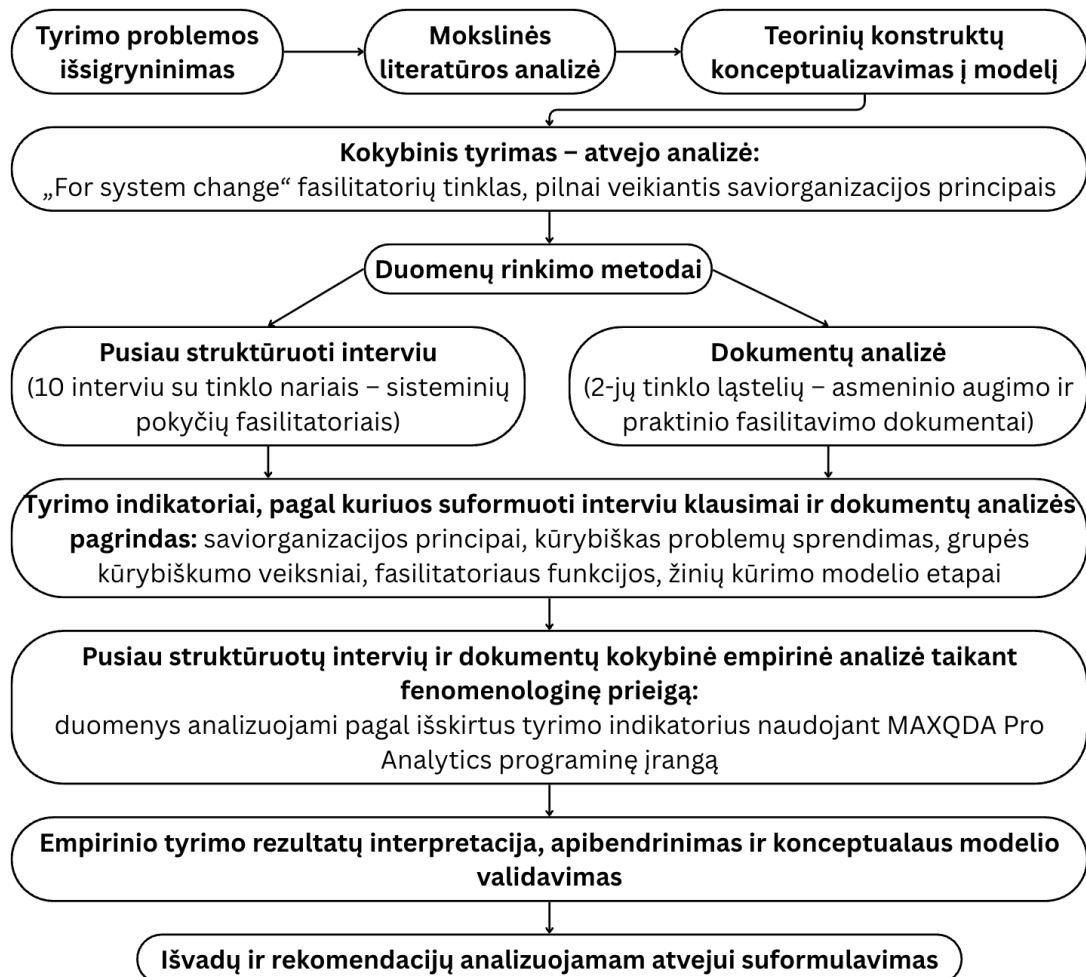 Tyrimo problemos
išsigryninimas
Mokslinės
literatūros analizė
Teorinių konstruktų
konceptualizavimas į modelį
Kokybinis tyrimas – atvejo analizė:
„For system change“ fasilitatorių tinklas, pilnai veikiantis saviorganizacijos principais
Duomenų rinkimo metodai
Pusiau struktūruoti interviu
(10 interviu su tinklo nariais – sisteminių
pokyčių fasilitatoriais)
Dokumentų analizė
(2-jų tinklo ląstelių – asmeninio augimo ir
praktinio fasilitavimo dokumentai)
Tyrimo indikatoriai, pagal kuriuos suformuoti interviu klausimai ir dokumentų analizės
pagrindas: saviorganizacijos principai, kūrybiškas problemų sprendimas, grupės
kūrybiškumo veiksniai, fasilitatoriaus funkcijos, žinių kūrimo modelio etapai
Pusiau struktūruotų intervių ir dokumentų kokybinė empirinė analizė taikant
fenomenologinę prieigą:
duomenys analizuojami pagal išskirtus tyrimo indikatorius naudojant MAXQDA Pro
Analytics programinę įrangą
Empirinio tyrimo rezultatų interpretacija, apibendrinimas ir konceptualaus modelio
validavimas
Išvadų ir rekomendacijų analizuojamam atvejui suformulavimas